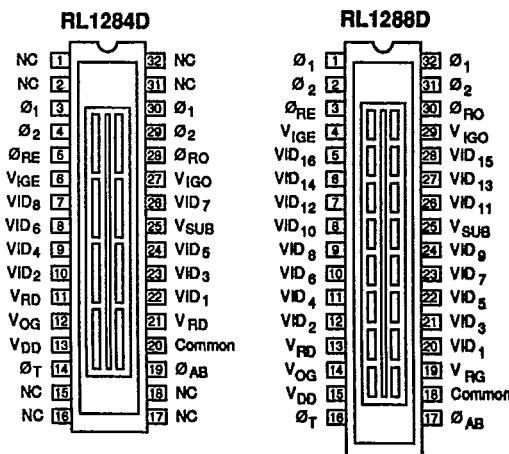 RL1284D RL1288D
NC 1 32 NC Ø1 1 32 Ø1
NC 2 31 NC Ø2 2 31 Ø2
Ø1 3 30 Ø1 ØRE 3 30 ØRO
Ø2 4 29 Ø2 VIGE 4 29 VIGO
ØRE 5 28 ØRO VID16 5 28 VID15
VIGE 6 27 VIGO VID14 6 27 VID13
VID8 7 26 VID7 VID12 7 26 VID11
VID6 8 25 VSUB VID10 8 25 VSUB
VID4 9 24 VID5 VID8 9 24 VID9
VID2 10 23 VID3 VID6 10 23 VID7
VRD 11 22 VID1 VID4 11 22 VID5
VOG 12 21 VRD VID2 12 21 VID3
VDD 13 20 Common VRD 13 20 VID1
ØT 14 19 ØAB VOG 14 19 VRG
NC 15 18 NC VDD 15 18 Common
NC 16 17 NC ØT 16 17 ØAB